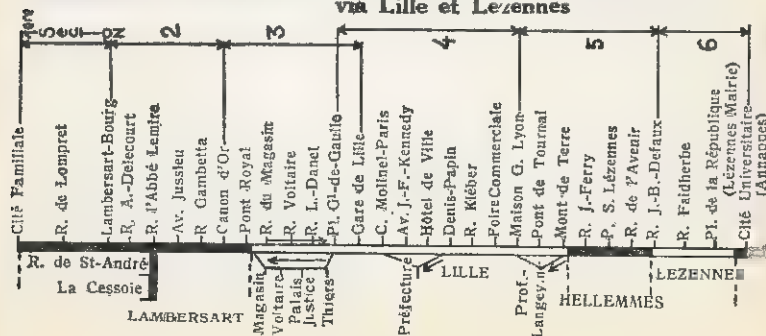 via Lille et Lezennes
1ère Section
2
3
4
5
6
Cité Familiale
R. de Lompret
Lambersart-Bourg
R. A.-Delecourt
R. d'Abbé Lemire
Av. Jussieu
R Gambetta
Canon d'Or
Pont Royal
R. du Magasin
R. Voltaire
R. L.-Danel
Pl. Gl-de-Gaulle
Gare de Lille
C. Molinel-Paris
Av. J.-F.-Kennedy
Hôtel de Ville
Denis-Papin
R. Kléber
Foire Commerciale
Maison G. Lyon
Pont de Tournai
Mont-de Terre
R. J.-Ferry
P. S. Lézennes
R. de l'Avenir
R. J.-B.-Defaux
R. Faidherbe
Pl. de la République
(Lezennes Mairie)
Cité Universitaire
(Annappes)
R. de St-André
La Cessoie
LAMBERSART
Magasin
Voltaire
Palais
Justice
Thiers
Préfecture
LILLE
Prof.-
Langevin
HELLEMMES
LEZENNE